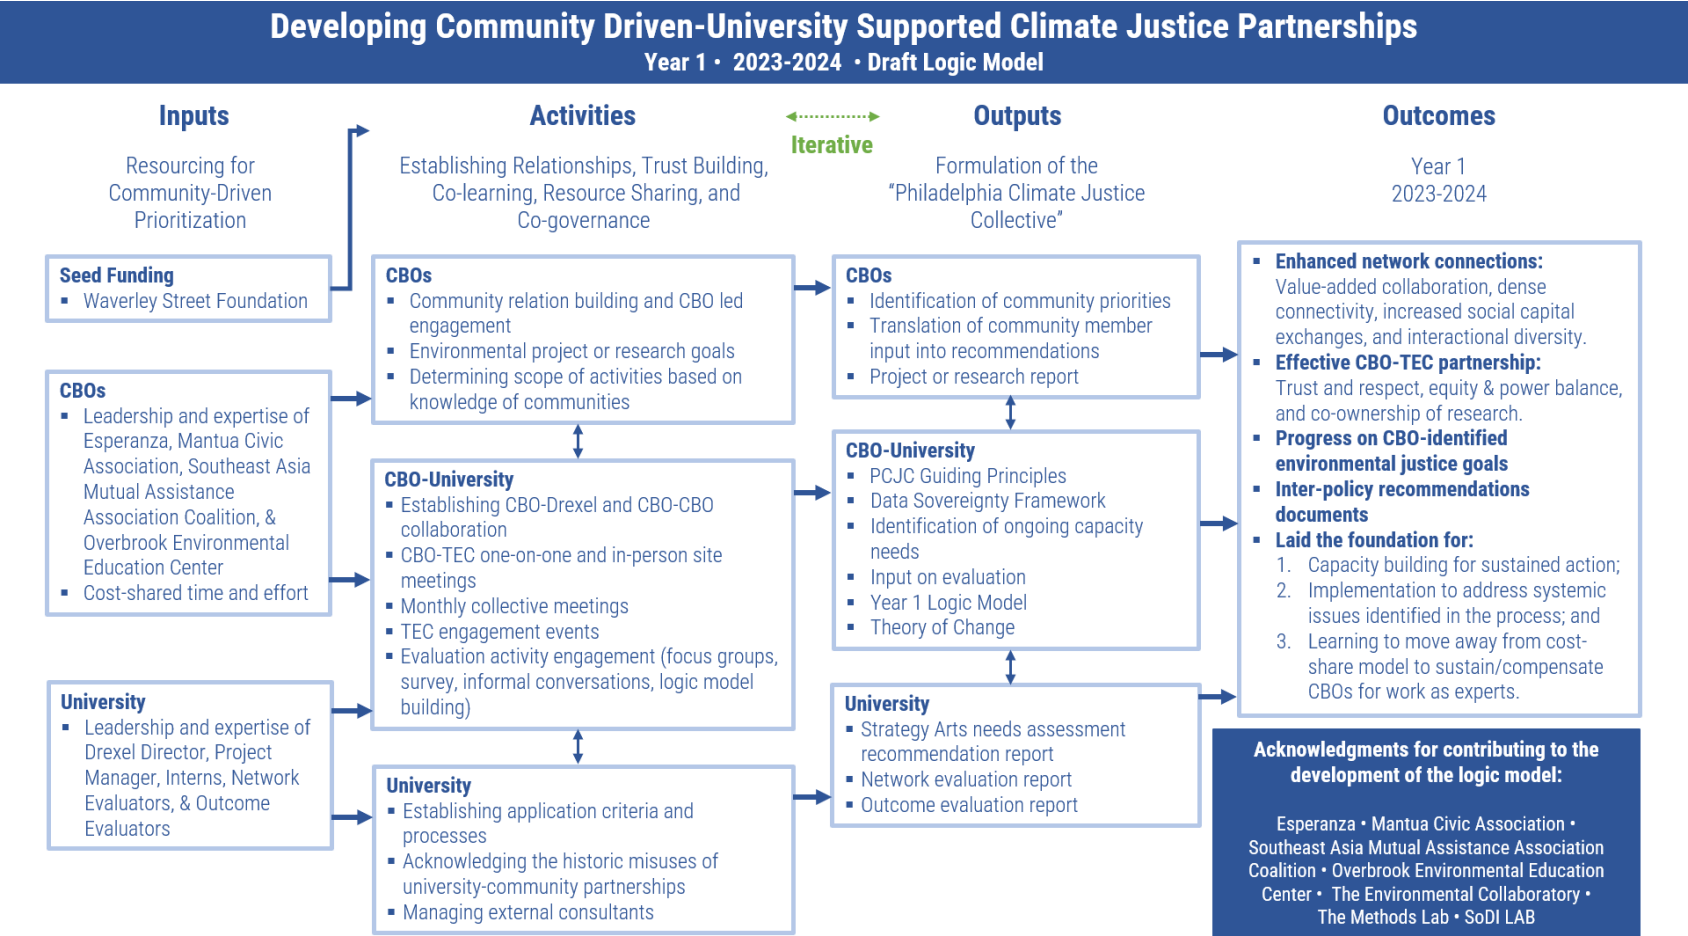 Developing Community Driven-University Supported Climate Justice Partnerships
Year 1 • 2023-2024 • Draft Logic Model
Inputs
Resourcing for
Community-Driven
Prioritization
Seed Funding
▪ Waverley Street Foundation
CBOs
▪ Leadership and expertise of
Esperanza, Mantua Civic
Association, Southeast Asia
Mutual Assistance
Association Coalition, &
Overbrook Environmental
Education Center
▪ Cost-shared time and effort
University
▪ Leadership and expertise of
Drexel Director, Project
Manager, Interns, Network
Evaluators, & Outcome
Evaluators
Activities
Establishing Relationships, Trust Building,
Co-learning, Resource Sharing, and
Co-governance
CBOs
▪ Community relation building and CBO led
engagement
▪ Environmental project or research goals
▪ Determining scope of activities based on
knowledge of communities
CBO-University
▪ Establishing CBO-Drexel and CBO-CBO
collaboration
▪ CBO-TEC one-on-one and in-person site
meetings
▪ Monthly collective meetings
▪ TEC engagement events
▪ Evaluation activity engagement (focus groups,
survey, informal conversations, logic model
building)
University
▪ Establishing application criteria and
processes
▪ Acknowledging the historic misuses of
university-community partnerships
▪ Managing external consultants
Iterative
Outputs
Formulation of the
“Philadelphia Climate Justice
Collective”
CBOs
▪ Identification of community priorities
▪ Translation of community member
input into recommendations
▪ Project or research report
CBO-University
▪ PCJC Guiding Principles
▪ Data Sovereignty Framework
▪ Identification of ongoing capacity
needs
▪ Input on evaluation
▪ Year 1 Logic Model
▪ Theory of Change
University
▪ Strategy Arts needs assessment
recommendation report
▪ Network evaluation report
▪ Outcome evaluation report
Outcomes
Year 1
2023-2024
▪ Enhanced network connections:
Value-added collaboration, dense
connectivity, increased social capital
exchanges, and interactional diversity.
▪ Effective CBO-TEC partnership:
Trust and respect, equity & power balance,
and co-ownership of research.
▪ Progress on CBO-identified
environmental justice goals
▪ Inter-policy recommendations
documents
▪ Laid the foundation for:
1. Capacity building for sustained action;
2. Implementation to address systemic
issues identified in the process; and
3. Learning to move away from cost-
share model to sustain/compensate
CBOs for work as experts.
Acknowledgments for contributing to the
development of the logic model:
Esperanza • Mantua Civic Association •
Southeast Asia Mutual Assistance Association
Coalition • Overbrook Environmental Education
Center • The Environmental Collaboratory •
The Methods Lab • SoDI LAB